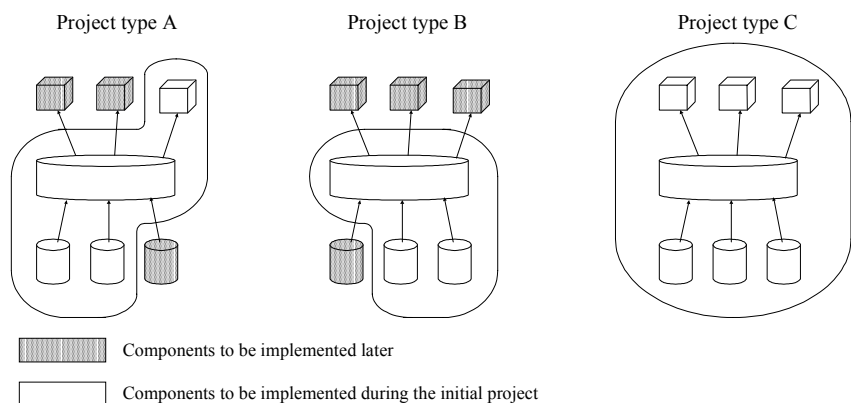 Project type A
Project type B
Project type C
Components to be implemented later
Components to be implemented during the initial project